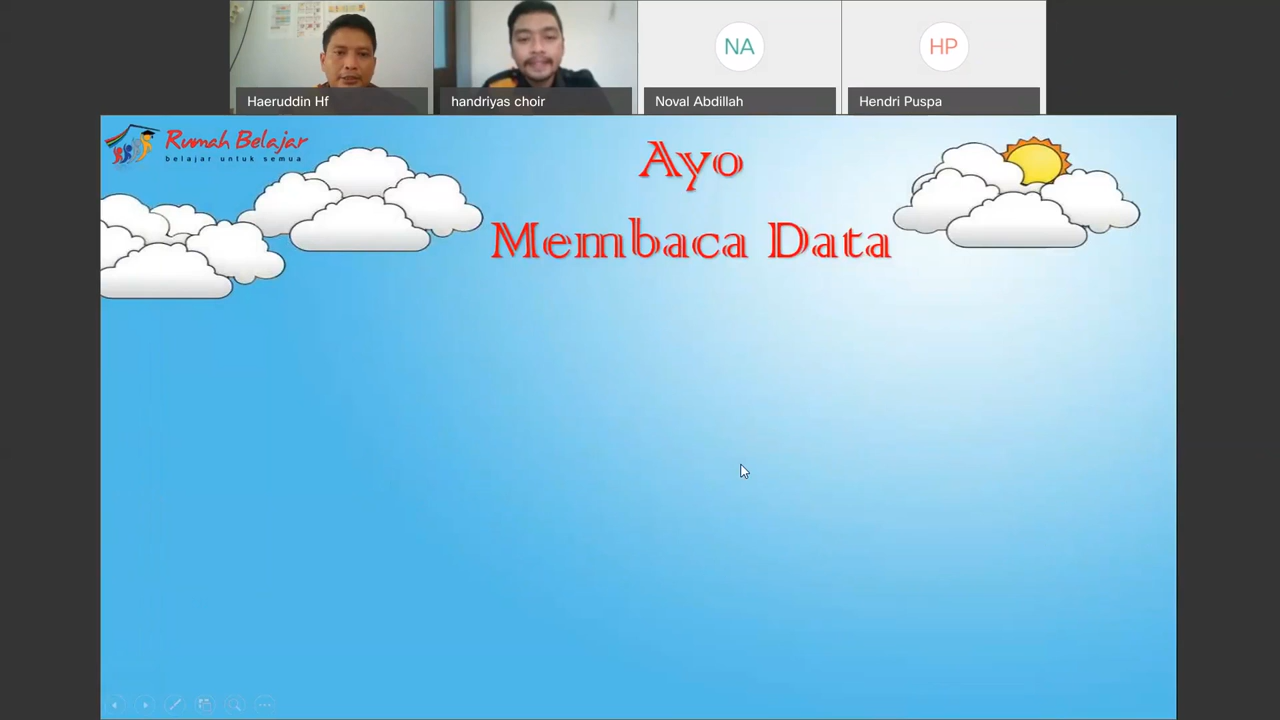 Haeruddin Hf
handriyas choir
NA
Noval Abdillah
HP
Hendri Puspa
Rumah Belajar
belajar untuk semua
Ayo
Membaca Data